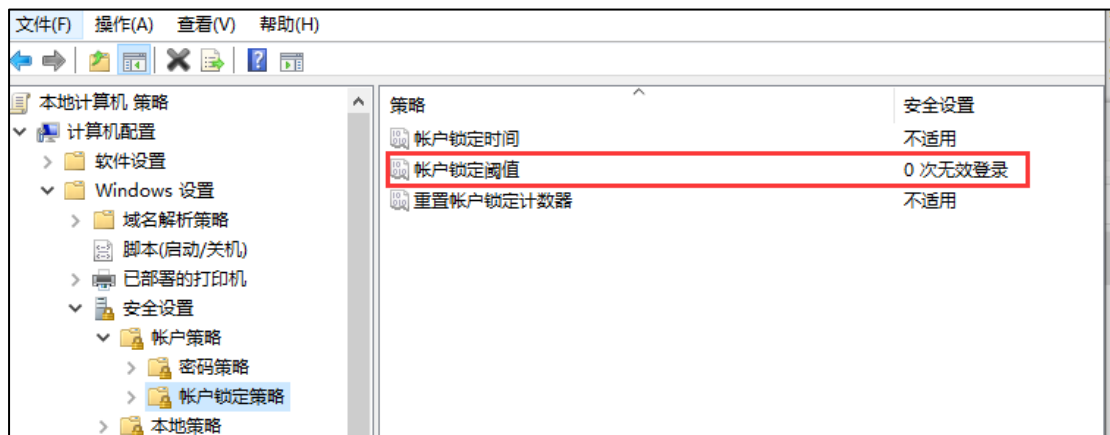 文件(F) 操作(A) 查看(V) 帮助(H)
本地计算机 策略
计算机配置
软件设置
Windows 设置
域名解析策略
脚本(启动/关机)
已部署的打印机
安全设置
帐户策略
密码策略
帐户锁定策略
本地策略
策略 安全设置
帐户锁定时间 不适用
帐户锁定阈值 0 次无效登录
重置帐户锁定计数器 不适用